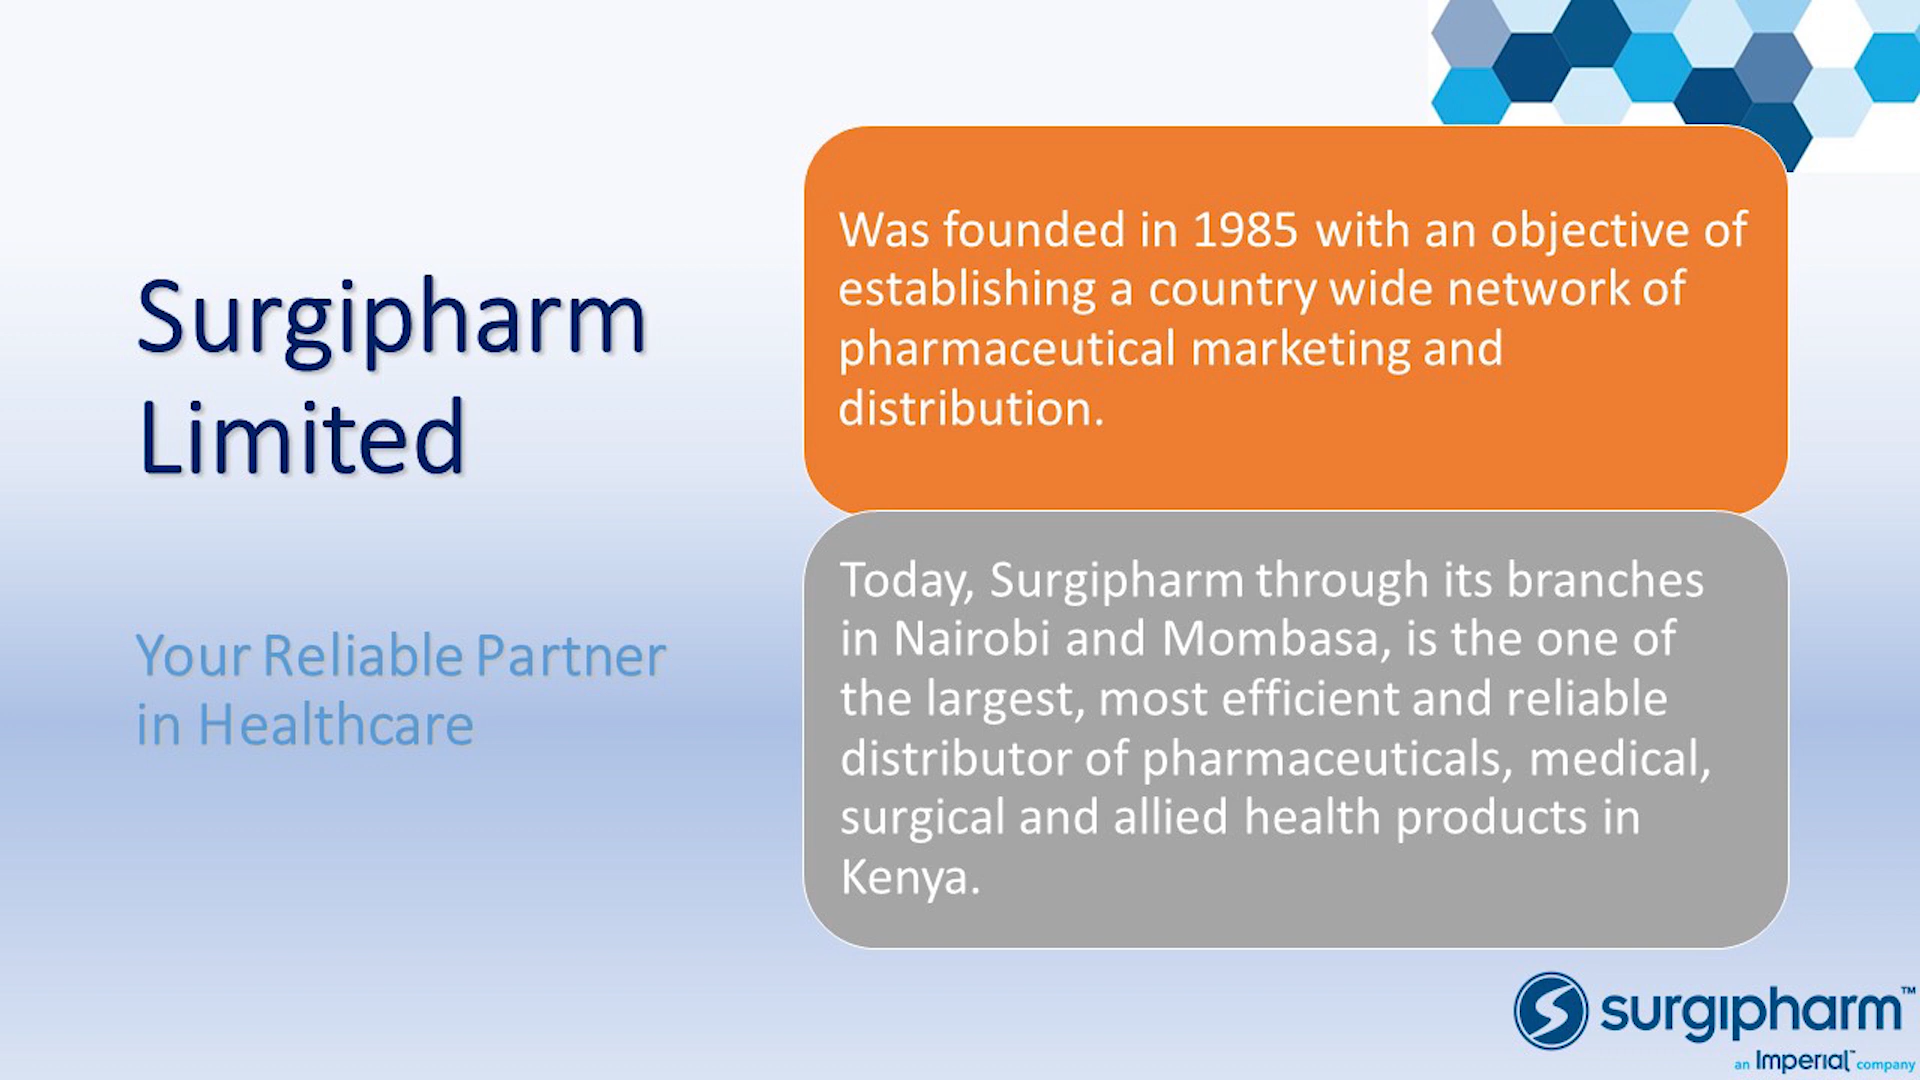 Surgipharm
Limited
Your Reliable Partner
in Healthcare
Was founded in 1985 with an objective of
establishing a country wide network of
pharmaceutical marketing and
distribution.
Today, Surgipharm through its branches
in Nairobi and Mombasa, is the one of
the largest, most efficient and reliable
distributor of pharmaceuticals, medical,
surgical and allied health products in
Kenya.
surgipharm™
an Imperial™ company